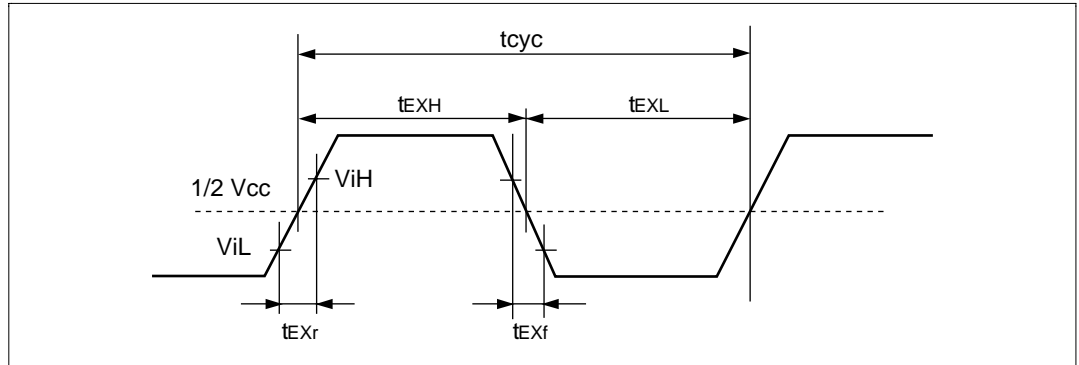 tcyc
tEXH
tEXL
1/2 Vcc
ViH
ViL
tEXr
tEXf